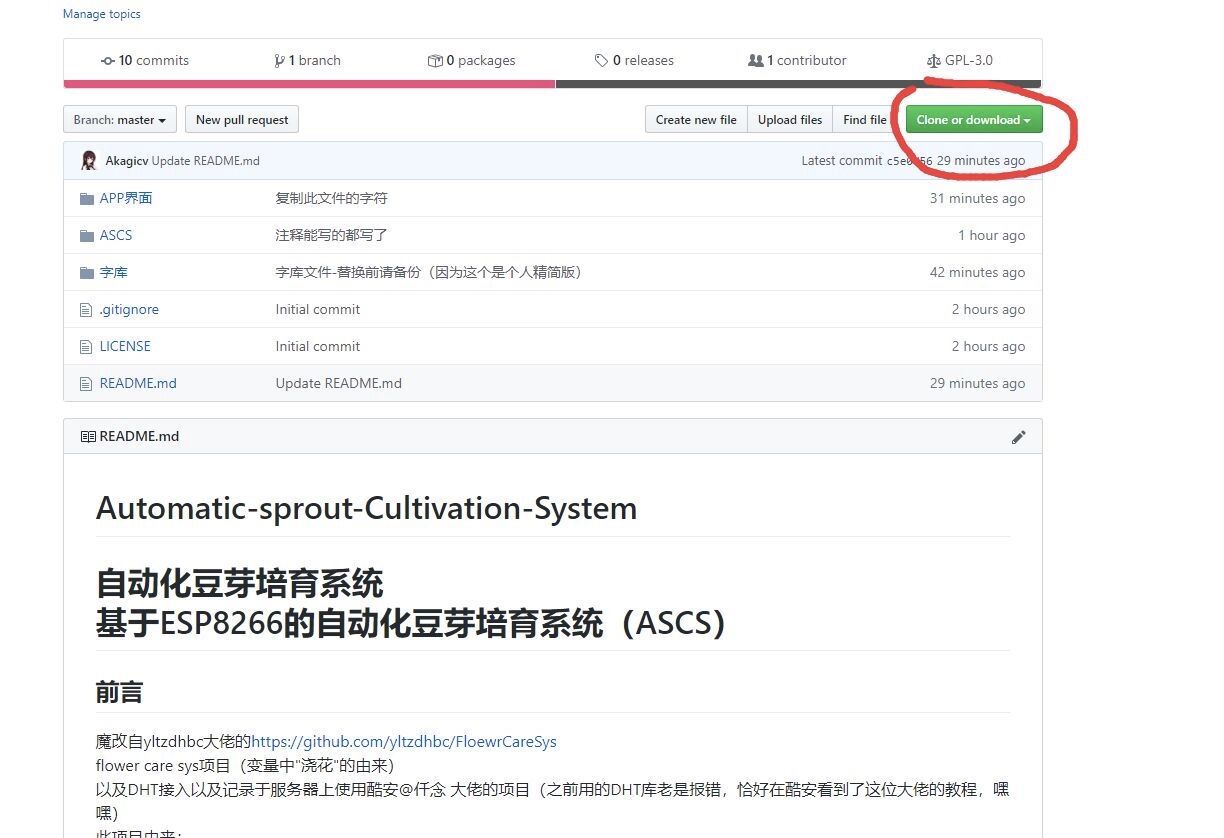 Manage topics
10 commits 1 branch 0 packages 0 releases 1 contributor GPL-3.0
Branch: master New pull request Create new file Upload files Find file Clone or download
Akagicv Update README.md Latest commit 29 minutes ago
APP界面 复制此文件的字符 31 minutes ago
ASCS 注释能写的都写了 1 hour ago
字库 字库文件-替换前请备份（因为这个是个人精简版） 42 minutes ago
.gitignore Initial commit 2 hours ago
LICENSE Initial commit 2 hours ago
README.md Update README.md 29 minutes ago
README.md
Automatic-sprout-Cultivation-System
自动化豆芽培育系统
基于ESP8266的自动化豆芽培育系统（ASCS）
前言
魔改自yltzdhbc大佬的https://github.com/yltzdhbc/FloewrCareSys
flower care sys项目（变量中"浇花"的由来）
以及DHT接入以及记录于服务器上使用酷安@仟念 大佬的项目（之前用的DHT库老是报错，恰好在酷安看到了这位大佬的教程，嘿
嘿）
此项目由来：